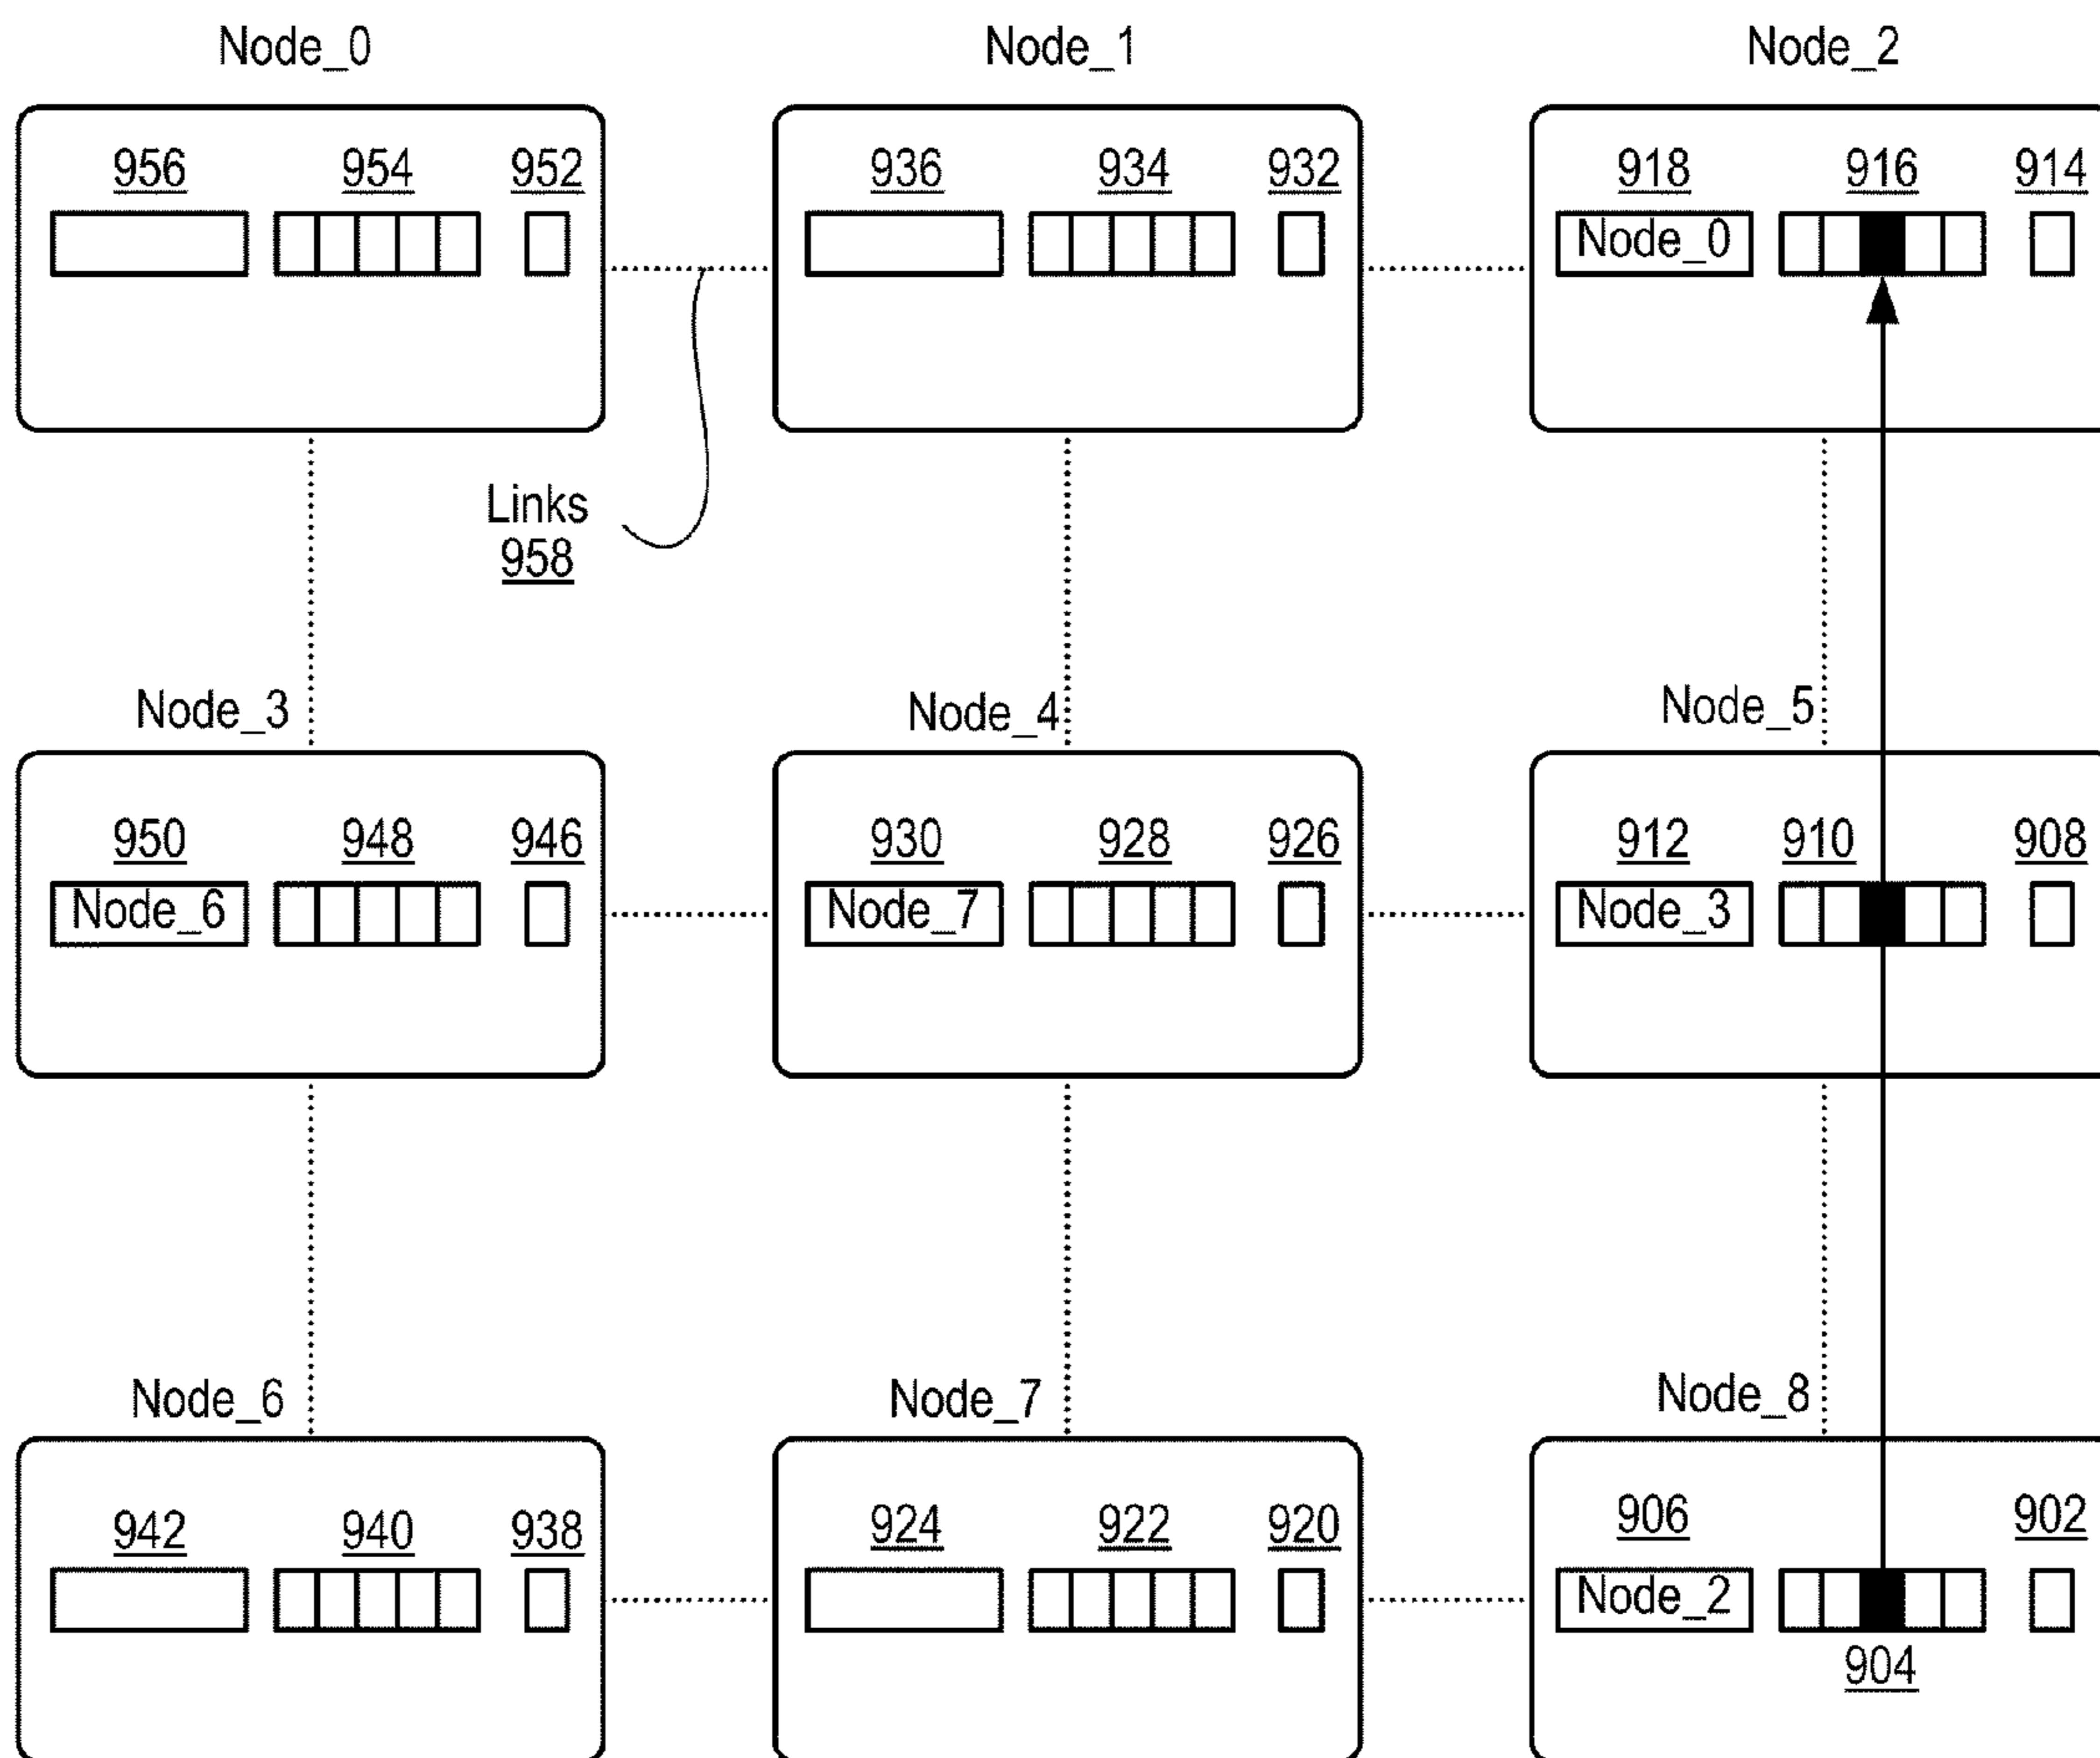 Node_0 Node_1 Node_2
956 954 952 936 934 932 918 916 914
Node_0
Links
958
Node_3 Node_4 Node_5
950 948 946 930 928 926 912 910 908
Node_6 Node_7 Node_3
Node_6 Node_7 Node_8
942 940 938 924 922 920 906 902
Node_2
904